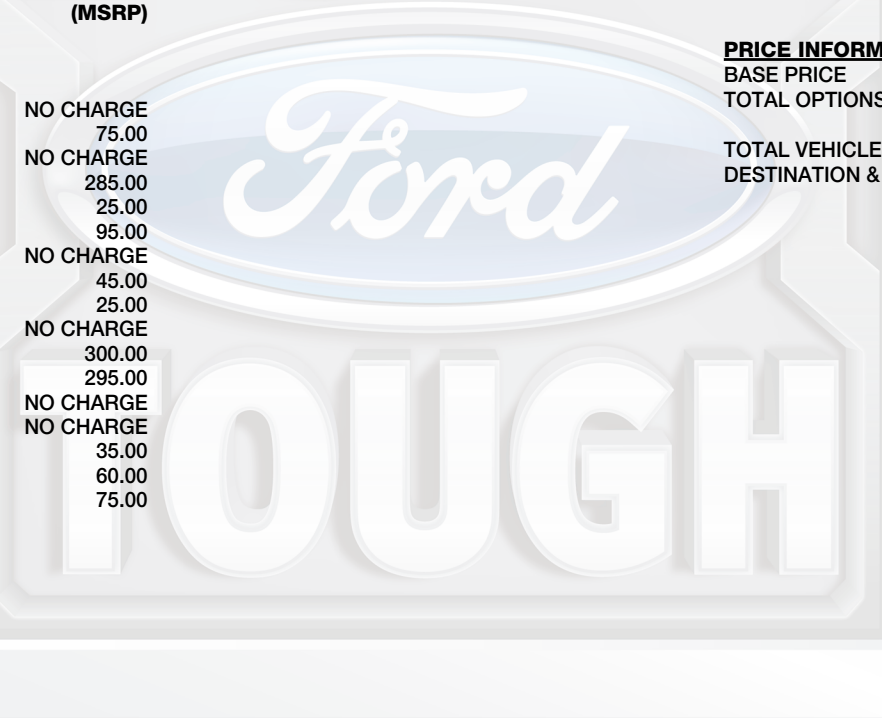 (MSRP)
NO CHARGE
75.00
NO CHARGE
285.00
25.00
95.00
NO CHARGE
45.00
25.00
NO CHARGE
300.00
295.00
NO CHARGE
NO CHARGE
35.00
60.00
75.00
PRICE INFORM
BASE PRICE
TOTAL OPTIONS
TOTAL VEHICLE
DESTINATION &
Ford
TOUGH